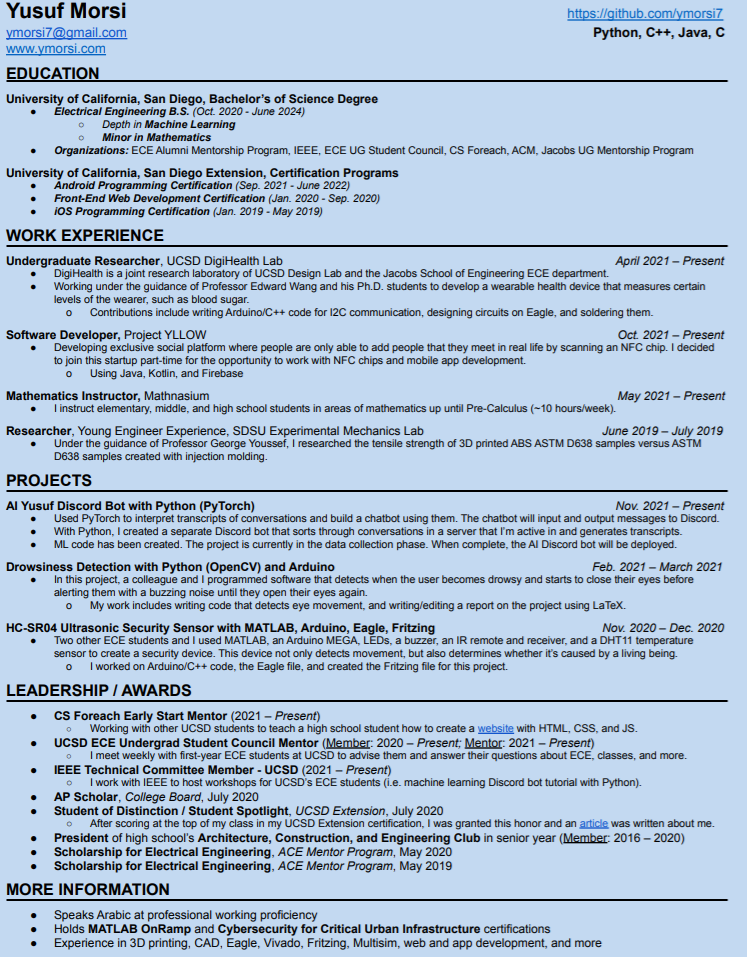 Yusuf Morsi
https://github.com/ymorsi7
ymorsi7@gmail.com
Python, C++, Java, C
www.ymorsi.com
EDUCATION
University of California, San Diego, Bachelor's of Science Degree
● Electrical Engineering B.S. (Oct. 2020 - June 2024)
○ Depth in Machine Learning
○ Minor in Mathematics
● Organizations: ECE Alumni Mentorship Program, IEEE, ECE UG Student Council, CS Foreach, ACM, Jacobs UG Mentorship Program
University of California, San Diego Extension, Certification Programs
● Android Programming Certification (Sep. 2021 - June 2022)
● Front-End Web Development Certification (Jan. 2020 - Sep. 2020)
● iOS Programming Certification (Jan. 2019 - May 2019)
WORK EXPERIENCE
Undergraduate Researcher, UCSD DigiHealth Lab April 2021 – Present
● DigiHealth is a joint research laboratory of UCSD Design Lab and the Jacobs School of Engineering ECE department.
● Working under the guidance of Professor Edward Wang and his Ph.D. students to develop a wearable health device that measures certain
levels of the wearer, such as blood sugar.
o Contributions include writing Arduino/C++ code for I2C communication, designing circuits on Eagle, and soldering them.
Software Developer, Project YLLOW Oct. 2021 – Present
● Developing exclusive social platform where people are only able to add people that they meet in real life by scanning an NFC chip. I decided
to join this startup part-time for the opportunity to work with NFC chips and mobile app development.
o Using Java, Kotlin, and Firebase
Mathematics Instructor, Mathnasium May 2021 – Present
● I instruct elementary, middle, and high school students in areas of mathematics up until Pre-Calculus (~10 hours/week).
Researcher, Young Engineer Experience, SDSU Experimental Mechanics Lab June 2019 – July 2019
● Under the guidance of Professor George Youssef, I researched the tensile strength of 3D printed ABS ASTM D638 samples versus ASTM
D638 samples created with injection molding.
PROJECTS
AI Yusuf Discord Bot with Python (PyTorch) Nov. 2021 – Present
● Used PyTorch to interpret transcripts of conversations and build a chatbot using them. The chatbot will input and output messages to Discord.
● With Python, I created a separate Discord bot that sorts through conversations in a server that I'm active in and generates transcripts.
● ML code has been created. The project is currently in the data collection phase. When complete, the AI Discord bot will be deployed.
Drowsiness Detection with Python (OpenCV) and Arduino Feb. 2021 – March 2021
● In this project, a colleague and I programmed software that detects when the user becomes drowsy and starts to close their eyes before
alerting them with a buzzing noise until they open their eyes again.
o My work includes writing code that detects eye movement, and writing/editing a report on the project using LaTeX.
HC-SR04 Ultrasonic Security Sensor with MATLAB, Arduino, Eagle, Fritzing Nov. 2020 – Dec. 2020
● Two other ECE students and I used MATLAB, an Arduino MEGA, LEDs, a buzzer, an IR remote and receiver, and a DHT11 temperature
sensor to create a security device. This device not only detects movement, but also determines whether it's caused by a living being.
o I worked on Arduino/C++ code, the Eagle file, and created the Fritzing file for this project.
LEADERSHIP / AWARDS
● CS Foreach Early Start Mentor (2021 – Present)
○ Working with other UCSD students to teach a high school student how to create a website with HTML, CSS, and JS.
● UCSD ECE Undergrad Student Council Mentor (Member: 2020 – Present; Mentor: 2021 – Present)
○ I meet weekly with first-year ECE students at UCSD to advise them and answer their questions about ECE, classes, and more.
● IEEE Technical Committee Member - UCSD (2021 – Present)
○ I work with IEEE to host workshops for UCSD's ECE students (i.e. machine learning Discord bot tutorial with Python).
● AP Scholar, College Board, July 2020
● Student of Distinction / Student Spotlight, UCSD Extension, July 2020
○ After scoring at the top of my class in my UCSD Extension certification, I was granted this honor and an article was written about me.
● President of high school's Architecture, Construction, and Engineering Club in senior year (Member: 2016 – 2020)
● Scholarship for Electrical Engineering, ACE Mentor Program, May 2020
● Scholarship for Electrical Engineering, ACE Mentor Program, May 2019
MORE INFORMATION
● Speaks Arabic at professional working proficiency
● Holds MATLAB OnRamp and Cybersecurity for Critical Urban Infrastructure certifications
● Experience in 3D printing, CAD, Eagle, Vivado, Fritzing, Multisim, web and app development, and more